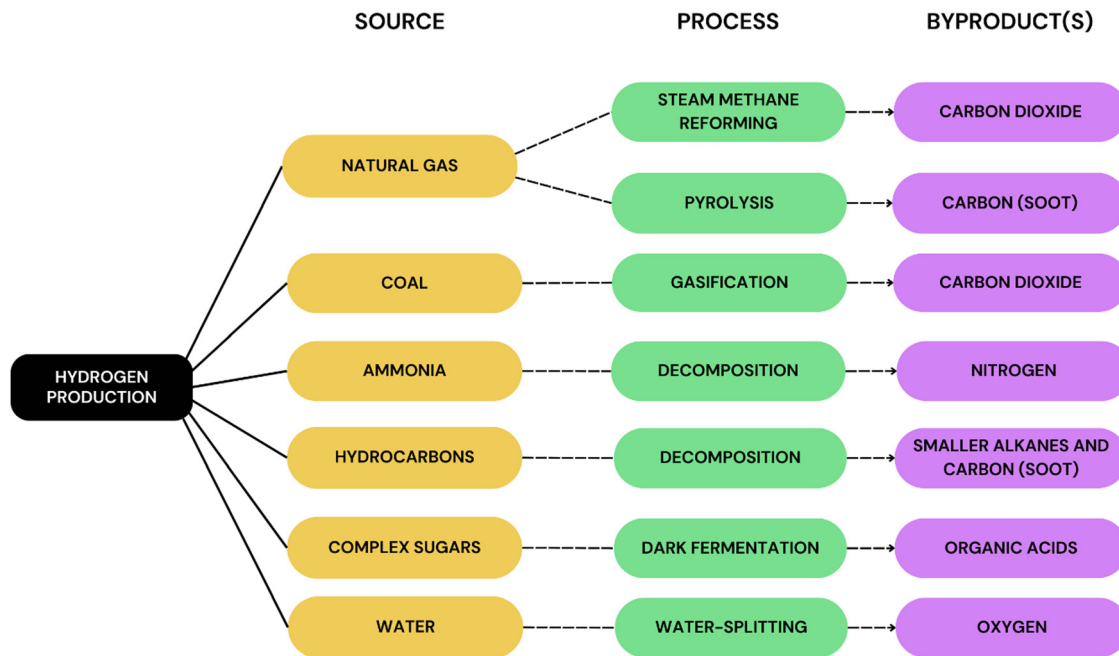 SOURCE
PROCESS
BYPRODUCT(S)
STEAM METHANE
REFORMING
CARBON DIOXIDE
NATURAL GAS
PYROLYSIS
CARBON (SOOT)
COAL
GASIFICATION
CARBON DIOXIDE
HYDROGEN
PRODUCTION
AMMONIA
DECOMPOSITION
NITROGEN
HYDROCARBONS
DECOMPOSITION
SMALLER ALKANES AND
CARBON (SOOT)
COMPLEX SUGARS
DARK FERMENTATION
ORGANIC ACIDS
WATER
WATER-SPLITTING
OXYGEN